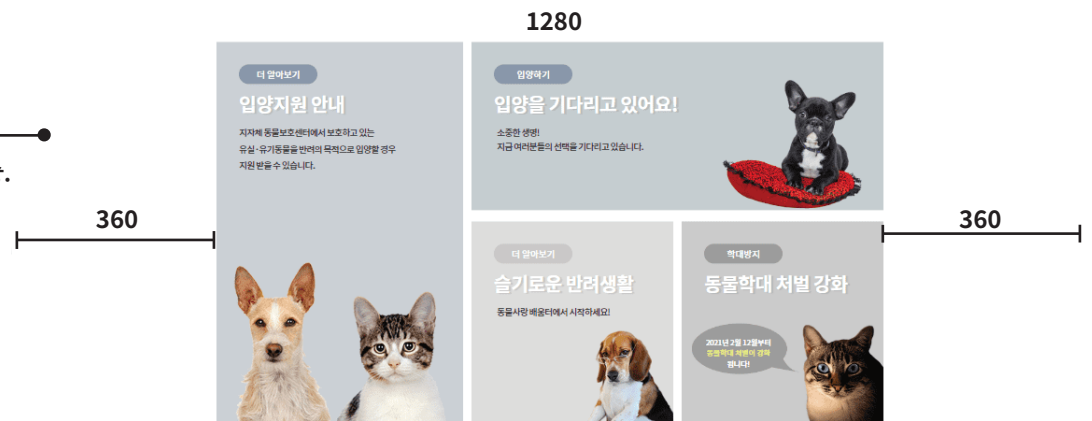 1280
더 알아보기
입양지원 안내
지자체 동물보호센터에서 보호하고 있는
유실·유기동물을 반려의 목적으로 입양할 경우
지원 받을 수 있습니다.
입양하기
입양을 기다리고 있어요!
소중한 생명!
지금 여러분들의 선택을 기다리고 있습니다.
360
360
더 알아보기
슬기로운 반려생활
동물사랑 배움터에서 시작하세요!
학대방지
동물학대 처벌 강화
2021년 2월 12월부터
동물학대 처벌이 강화
됩니다!